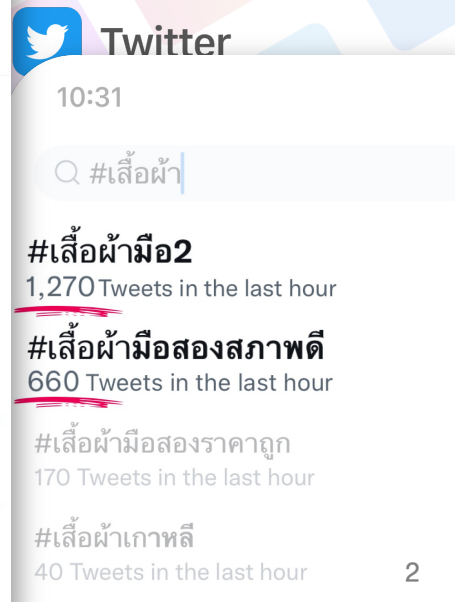 Twitter
10:31
#เสื้อผ้า
#เสื้อผ้ามือ2
1,270 Tweets in the last hour
#เสื้อผ้ามือสองสภาพดี
660 Tweets in the last hour
#เสื้อผ้ามือสองราคาถูก
170 Tweets in the last hour
#เสื้อผ้าเกาหลี
40 Tweets in the last hour
2